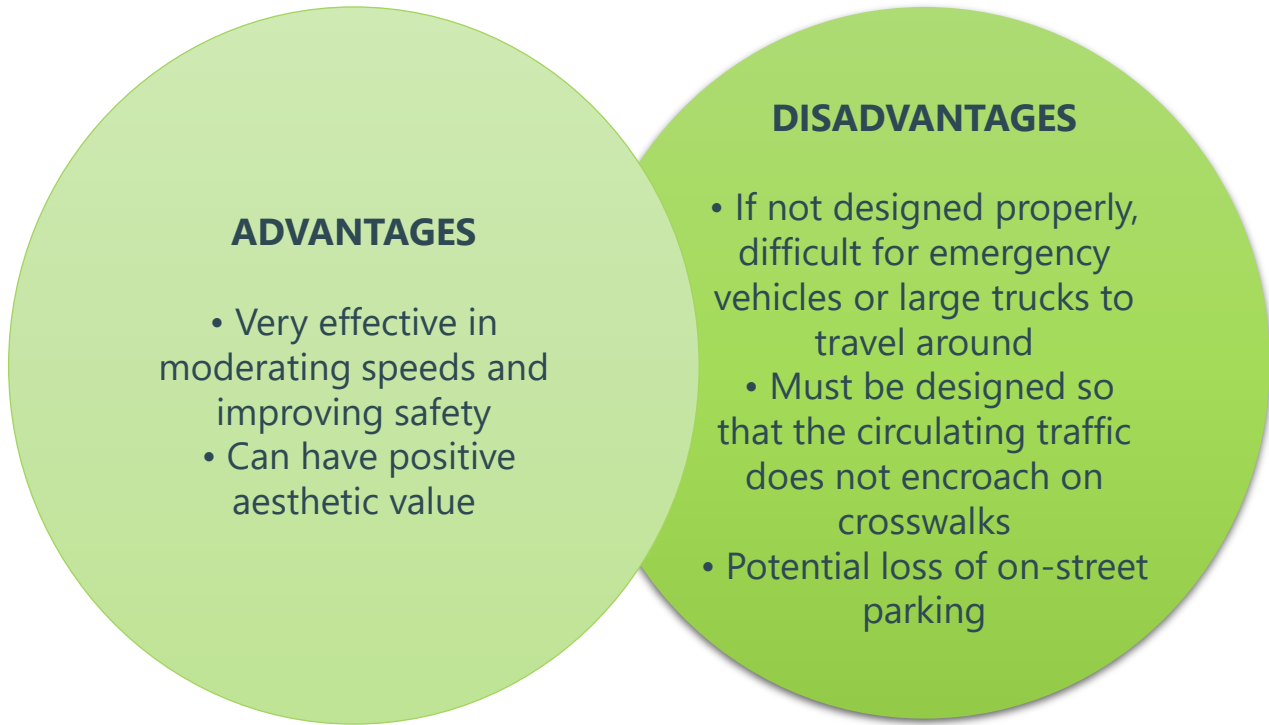 ADVANTAGES
• Very effective in
moderating speeds and
improving safety
• Can have positive
aesthetic value
DISADVANTAGES
• If not designed properly,
difficult for emergency
vehicles or large trucks to
travel around
• Must be designed so
that the circulating traffic
does not encroach on
crosswalks
• Potential loss of on-street
parking